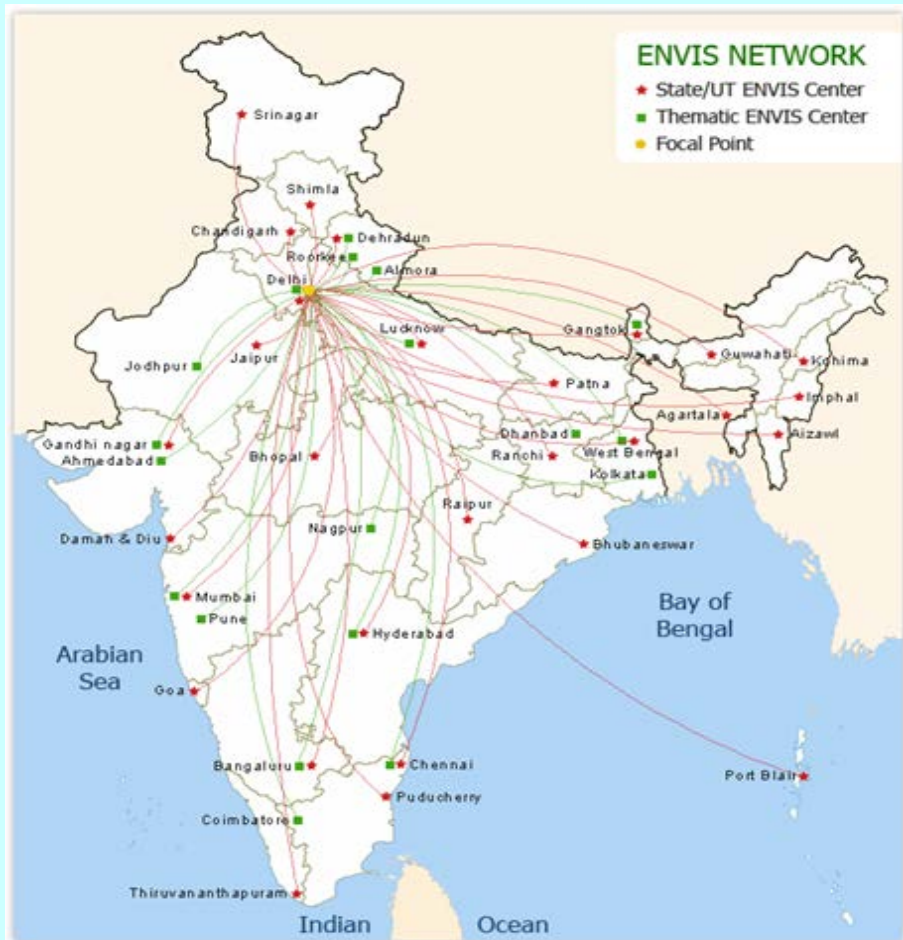 ENVIS NETWORK
State/UT ENVIS Center
Thematic ENVIS Center
Focal Point
Srinagar
Shimla
Chandigarh
Dehradun
Roorkee
Almora
Delhi
Lucknow
Gangtok
Guwahati
Kohima
Jaipur
Jodhpur
Patna
Imphal
Agartala
Aizawl
Dhanbad
West Bengal
Gandhi nagar
Ahmedabad
Bhopal
Ranchi
Kolkata
Raipur
Nagpur
Daman & Diu
Bhubaneswar
Mumbai
Pune
Hyderabad
Bay of
Bengal
Arabian
Sea
Goa
Bangaluru
Chennai
Port Blair
Puducherry
Coimbatore
Thiruvananthapuram
Indian Ocean